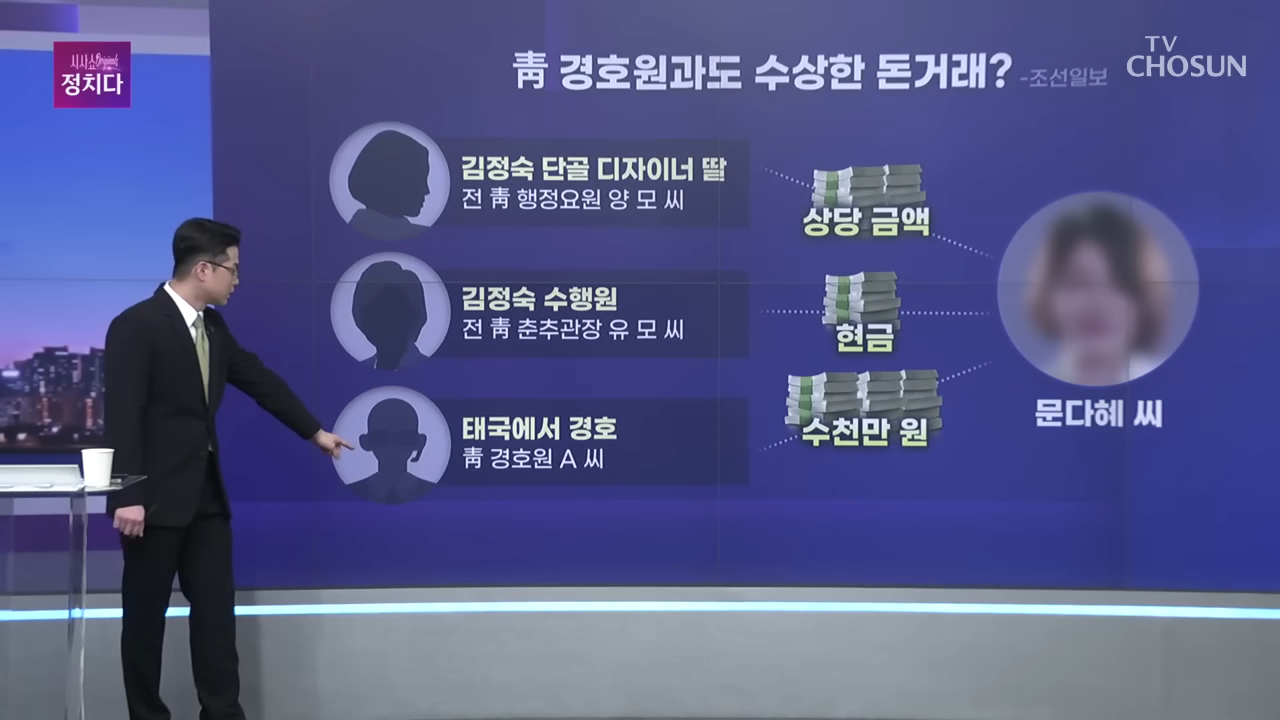 시사쇼 Originals
정치다
TV
CHOSUN
靑 경호원과도 수상한 돈거래? -조선일보
김정숙 단골 디자이너 딸
전 靑 행정요원 양 모 씨
상당 금액
김정숙 수행원
전 靑 춘추관장 유 모 씨
현금
문다혜 씨
태국에서 경호
靑 경호원 A 씨
수천만 원